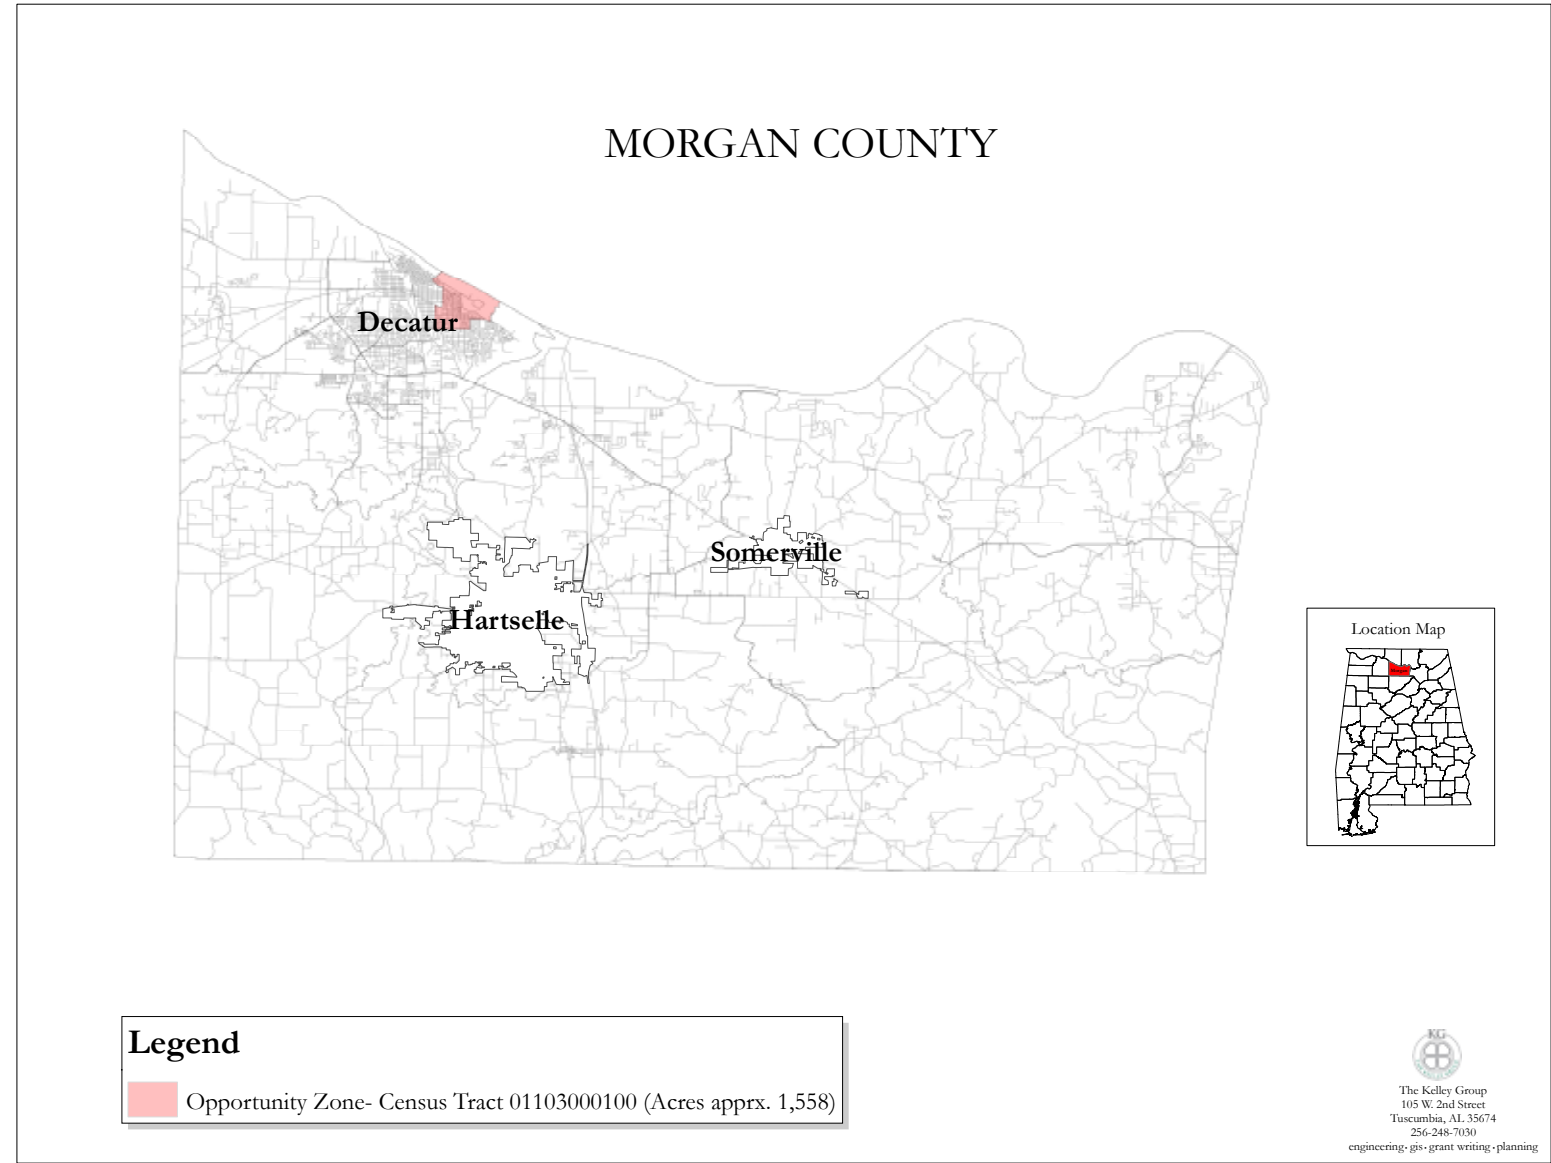 MORGAN COUNTY
Decatur
Somerville
Hartselle
Location Map
Legend
Opportunity Zone- Census Tract 01103000100 (Acres apprx. 1,558)
KG
The Kelley Group
105 W. 2nd Street
Tuscumbia, AL 35674
256-248-7030
engineering · gis · grant writing · planning